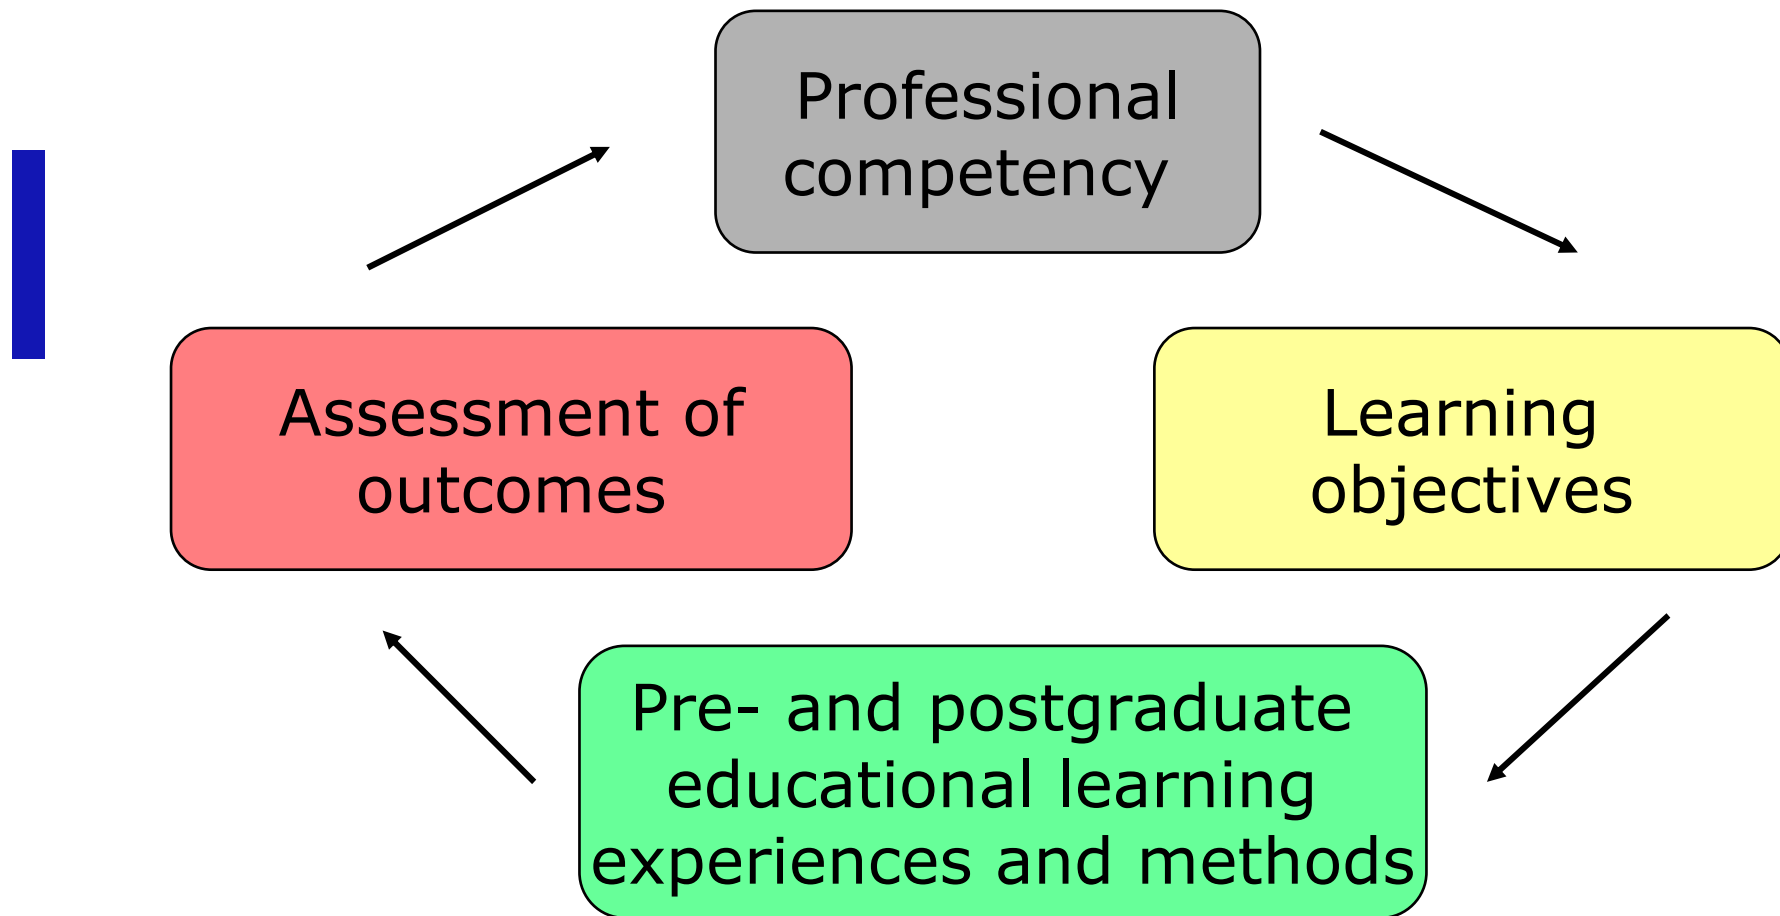 Professional
competency
Assessment of
outcomes
Learning
objectives
Pre- and postgraduate
educational learning
experiences and methods